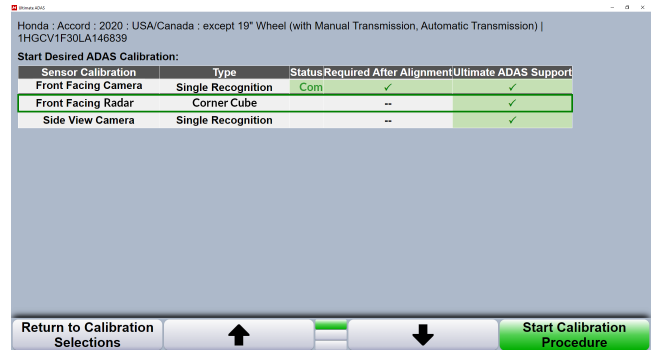 Ultimate ADAS
Honda : Accord : 2020 : USA/Canada : except 19" Wheel (with Manual Transmission, Automatic Transmission) |
1HGCV1F30LA146839
Start Desired ADAS Calibration:
Sensor Calibration Type Status Required After Alignment Ultimate ADAS Support
Front Facing Camera Single Recognition Com ✓ ✓
Front Facing Radar Corner Cube -- ✓
Side View Camera Single Recognition -- ✓
Return to Calibration
Selections
Start Calibration
Procedure